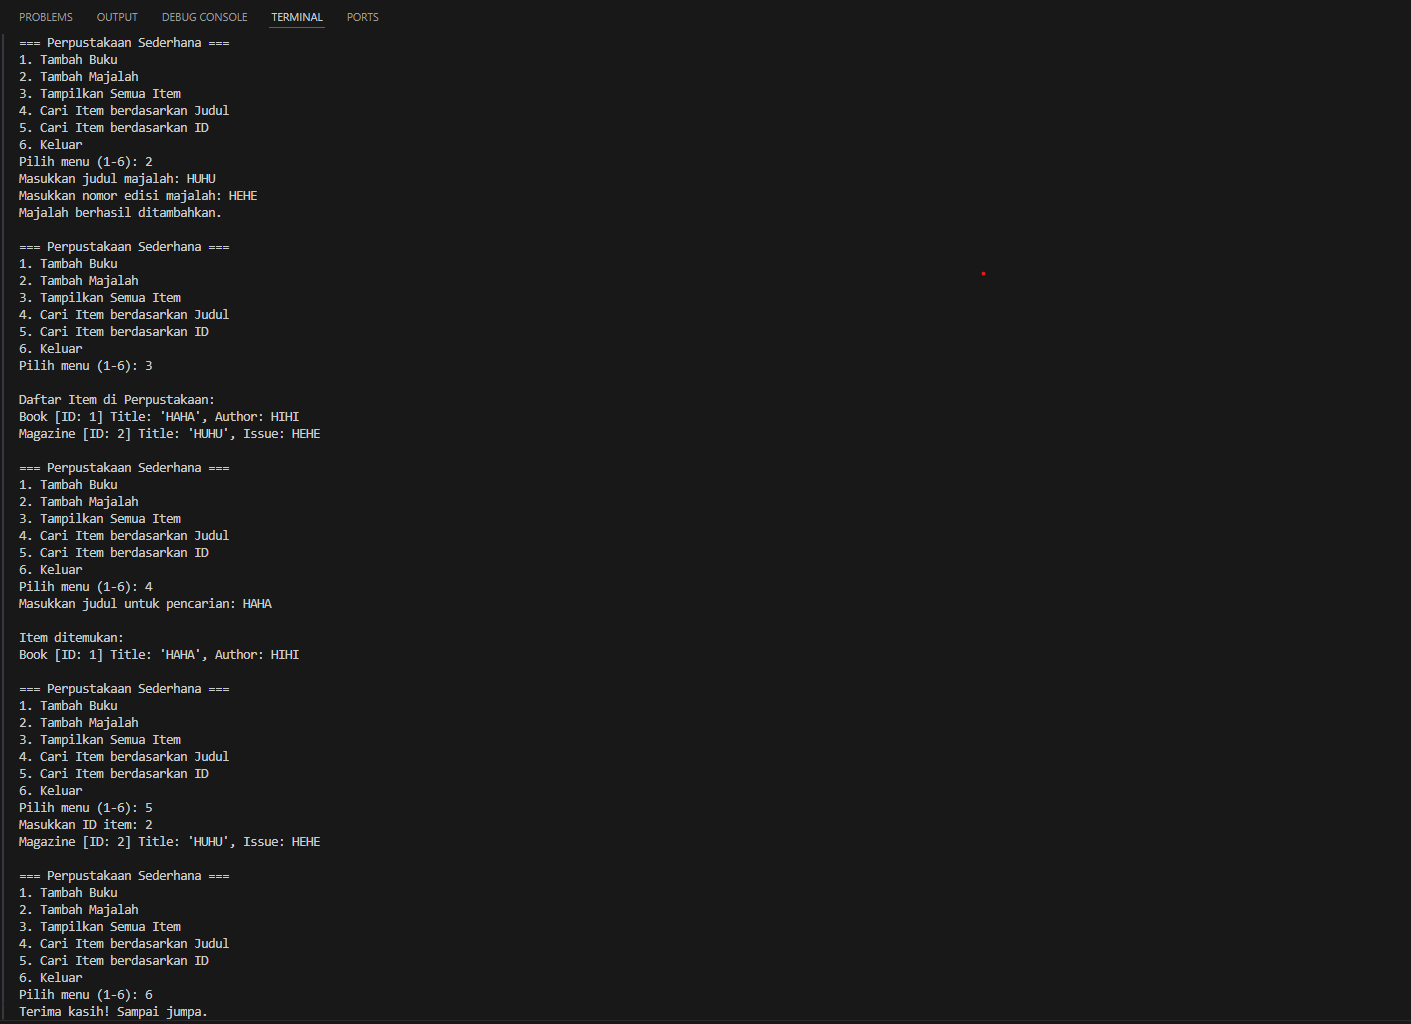 PROBLEMS OUTPUT DEBUG CONSOLE TERMINAL PORTS
=== Perpustakaan Sederhana ===
1. Tambah Buku
2. Tambah Majalah
3. Tampilkan Semua Item
4. Cari Item berdasarkan Judul
5. Cari Item berdasarkan ID
6. Keluar
Pilih menu (1-6): 2
Masukkan judul majalah: HUHU
Masukkan nomor edisi majalah: HEHE
Majalah berhasil ditambahkan.

=== Perpustakaan Sederhana ===
1. Tambah Buku
2. Tambah Majalah
3. Tampilkan Semua Item
4. Cari Item berdasarkan Judul
5. Cari Item berdasarkan ID
6. Keluar
Pilih menu (1-6): 3

Daftar Item di Perpustakaan:
Book [ID: 1] Title: 'HAHA', Author: HIHI
Magazine [ID: 2] Title: 'HUHU', Issue: HEHE

=== Perpustakaan Sederhana ===
1. Tambah Buku
2. Tambah Majalah
3. Tampilkan Semua Item
4. Cari Item berdasarkan Judul
5. Cari Item berdasarkan ID
6. Keluar
Pilih menu (1-6): 4
Masukkan judul untuk pencarian: HAHA

Item ditemukan:
Book [ID: 1] Title: 'HAHA', Author: HIHI

=== Perpustakaan Sederhana ===
1. Tambah Buku
2. Tambah Majalah
3. Tampilkan Semua Item
4. Cari Item berdasarkan Judul
5. Cari Item berdasarkan ID
6. Keluar
Pilih menu (1-6): 5
Masukkan ID item: 2
Magazine [ID: 2] Title: 'HUHU', Issue: HEHE

=== Perpustakaan Sederhana ===
1. Tambah Buku
2. Tambah Majalah
3. Tampilkan Semua Item
4. Cari Item berdasarkan Judul
5. Cari Item berdasarkan ID
6. Keluar
Pilih menu (1-6): 6
Terima kasih! Sampai jumpa.